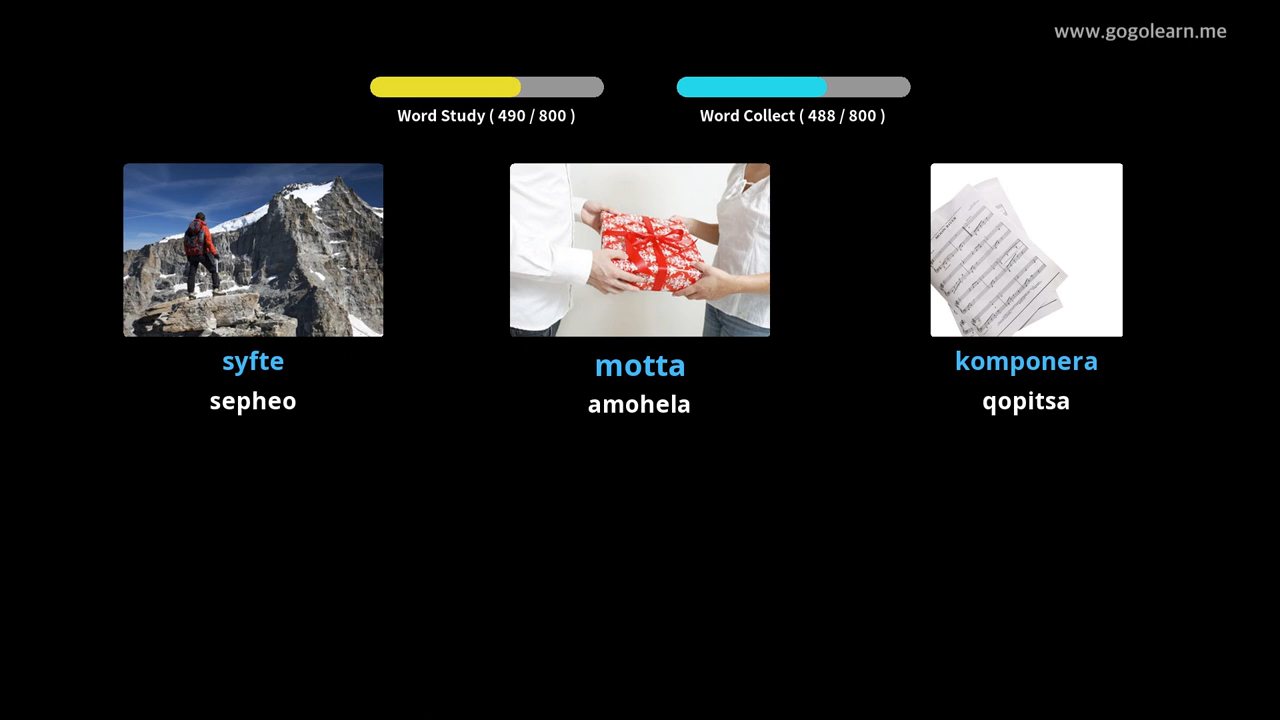 www.gogolearn.me
Word Study ( 490 / 800 )
Word Collect ( 488 / 800 )
syfte
motta
komponera
sepheo
amohela
qopitsa